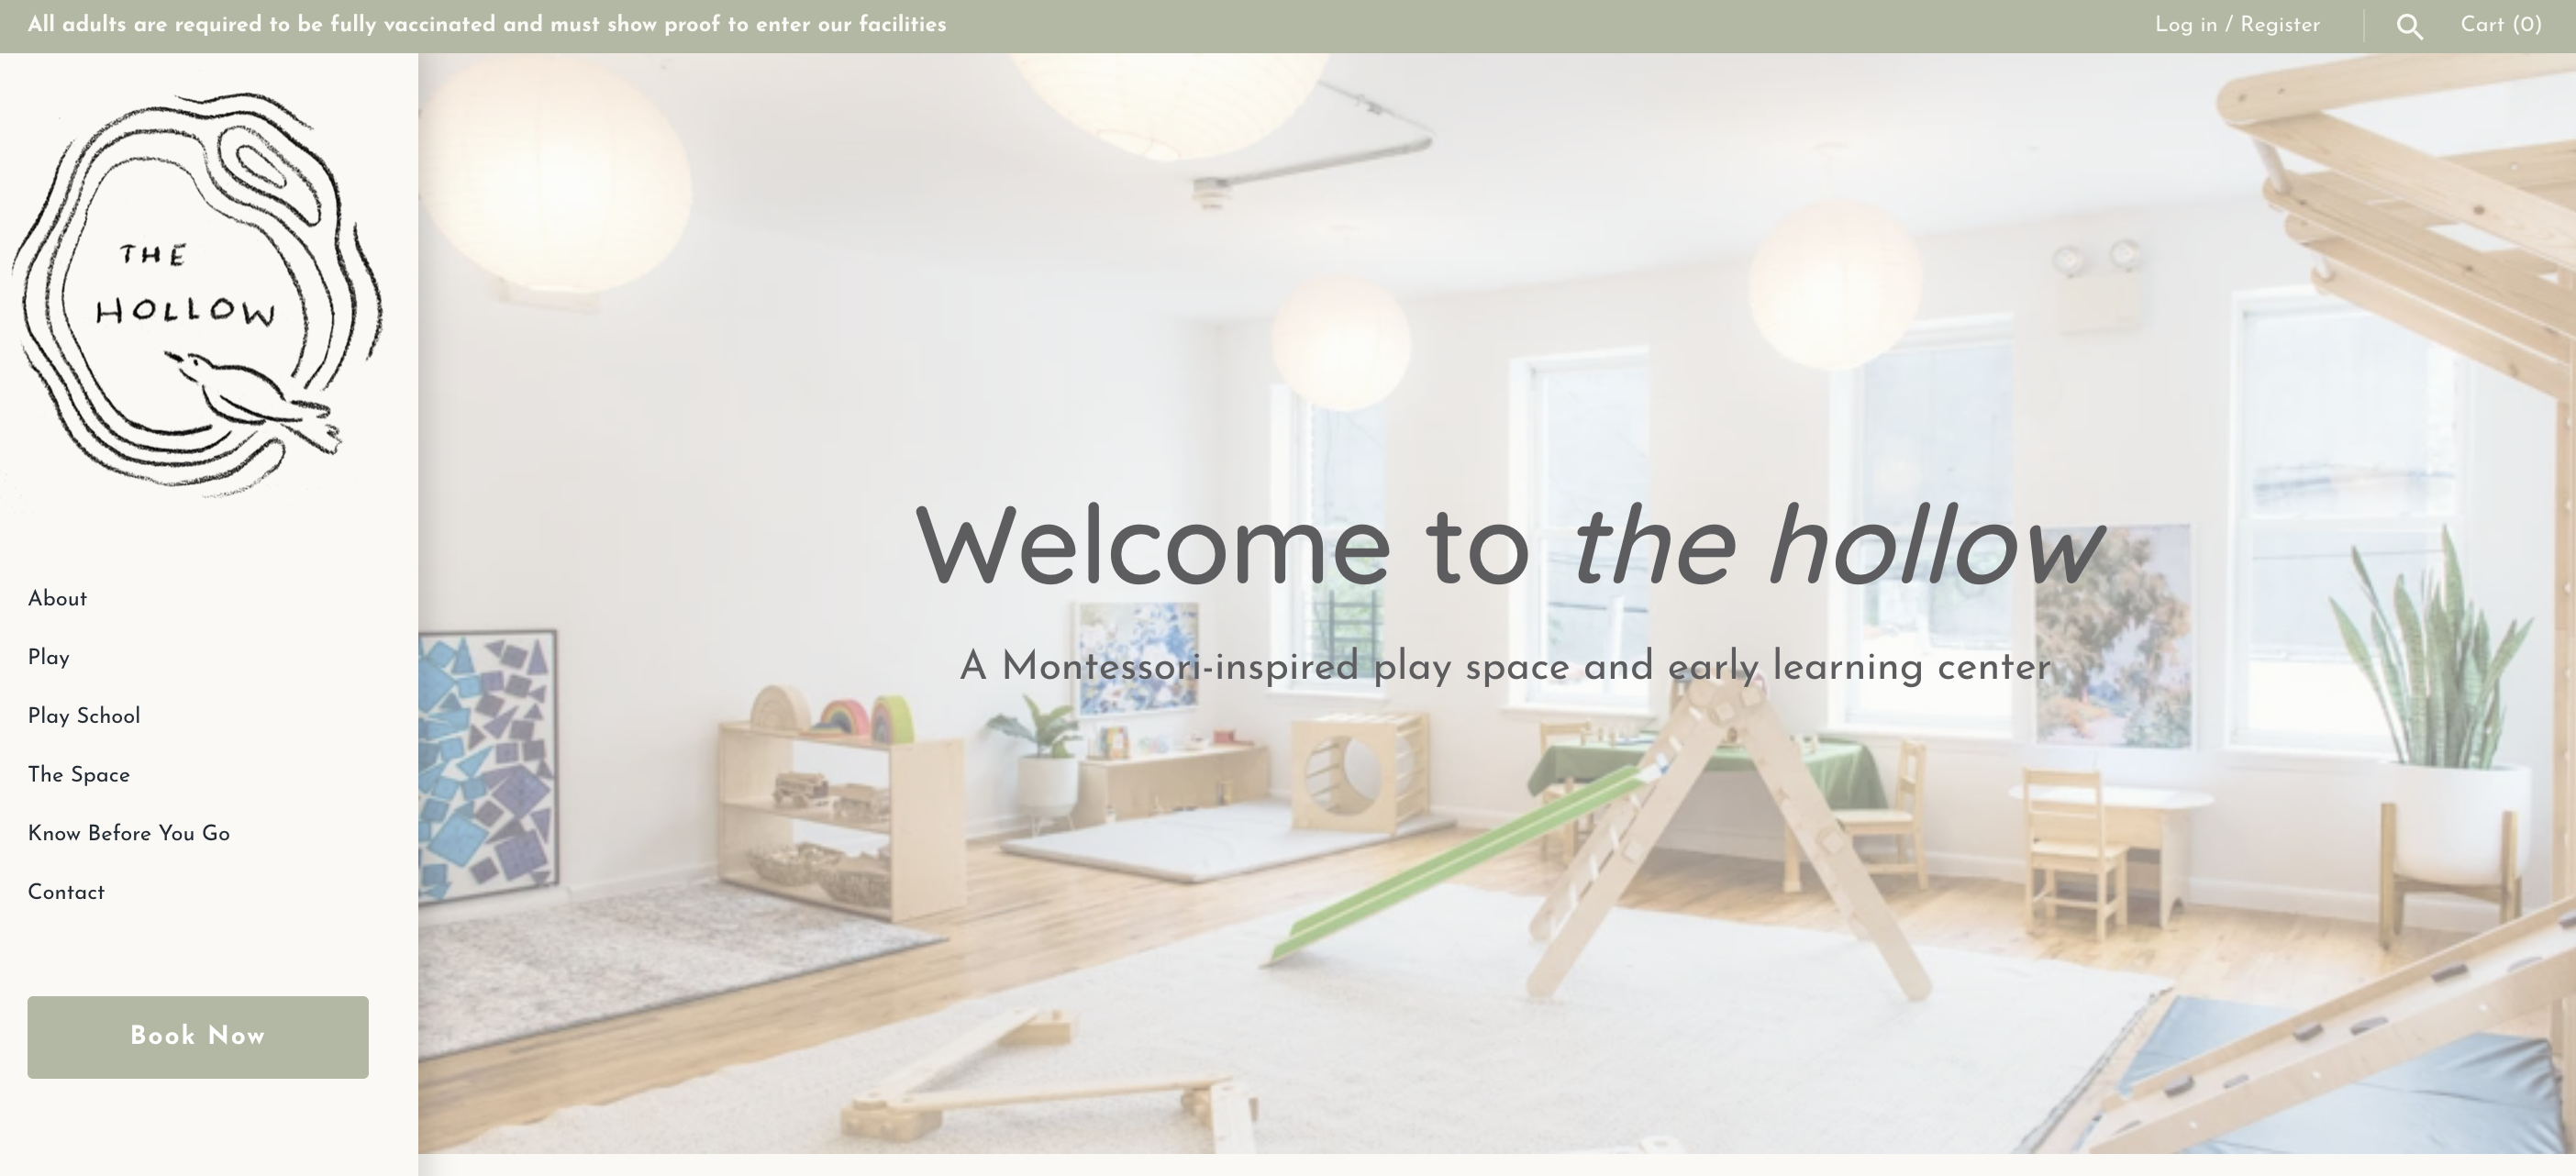 All adults are required to be fully vaccinated and must show proof to enter our facilities
Log in / Register
Cart (0)
THE
HOLLOW
About
Play
Play School
The Space
Know Before You Go
Contact
Book Now
Welcome to the hollow
A Montessori-inspired play space and early learning center